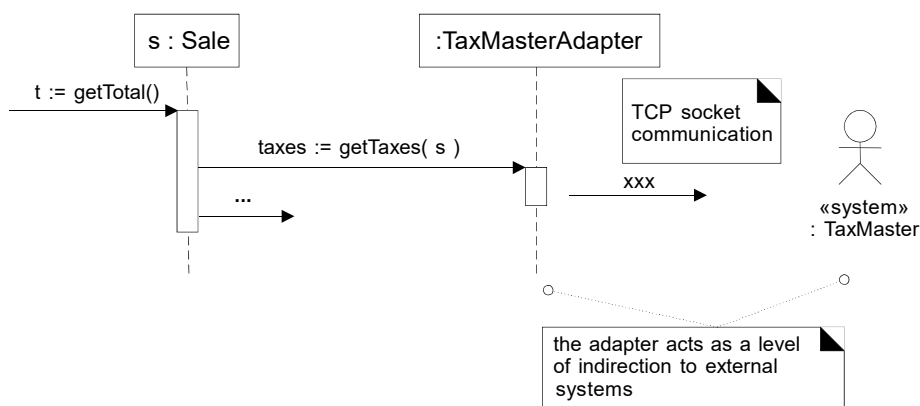 s : Sale
:TaxMasterAdapter
t := getTotal()
TCP socket
communication
taxes := getTaxes( s )
xxx
...
«system»
: TaxMaster
the adapter acts as a level
of indirection to external
systems